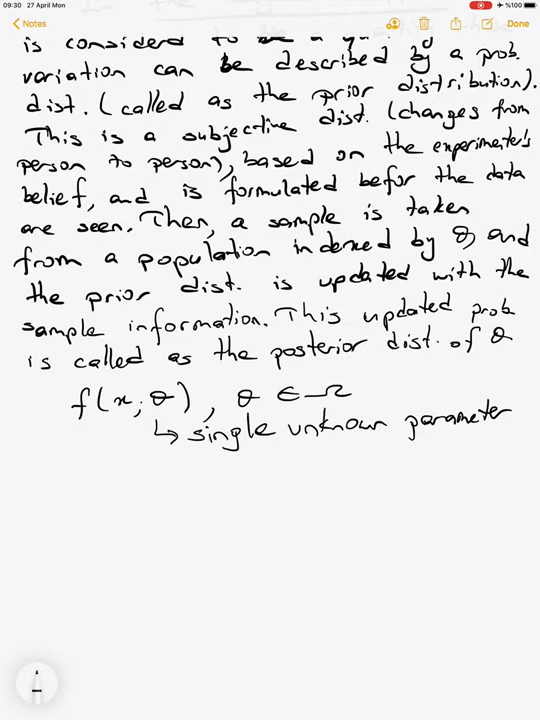 09:30 27 April Mon
%100
Notes
Done
is considerd to be a
variation can be described by a prob.
dist. (called as the prior distribution).
This is a subjective dist. (changes from
person to person), based on the experimenter's
belief, and is formulated befor the data
are seen. Then, a sample is taken
from a population indexed by θ, and
the prior dist. is updated with the
sample information. This updated prob
is called as the posterior dist. of θ
f(x; θ), θ ∈ Ω
↳ single unknown parameter